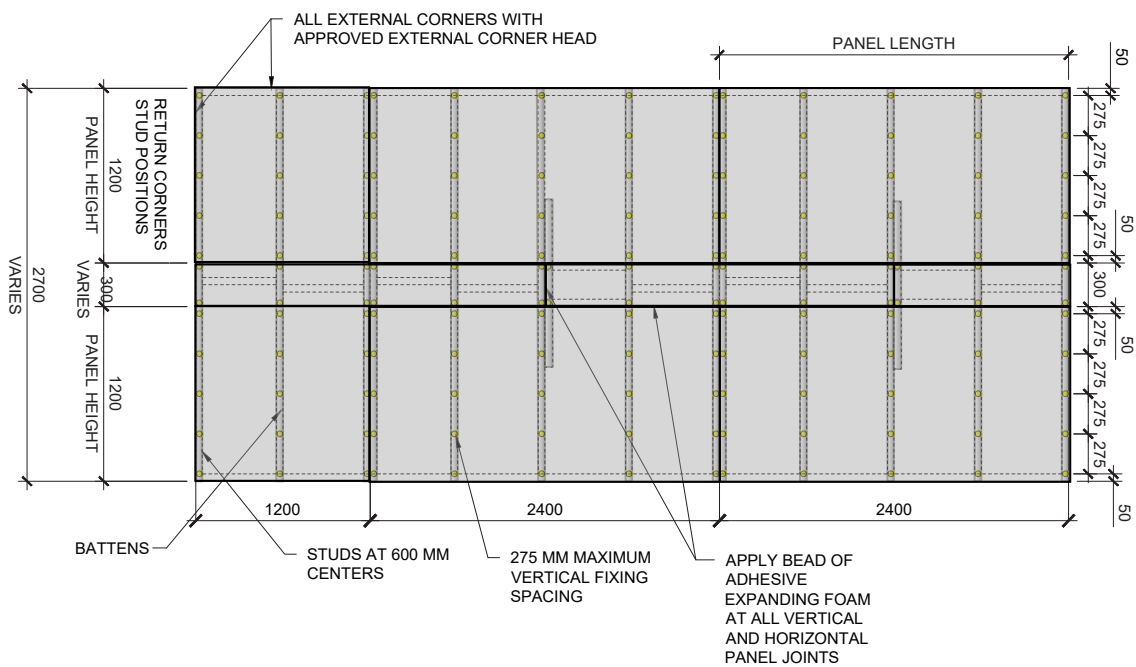 ALL EXTERNAL CORNERS WITH
APPROVED EXTERNAL CORNER HEAD
PANEL LENGTH
50
275
275
275
275
50
300
50
275
275
275
275
50
RETURN CORNERS
STUD POSITIONS
1200
PANEL HEIGHT
300
VARIES
1200
PANEL HEIGHT
2700
VARIES
1200
2400
2400
BATTENS
STUDS AT 600 MM
CENTERS
275 MM MAXIMUM
VERTICAL FIXING
SPACING
APPLY BEAD OF
ADHESIVE
EXPANDING FOAM
AT ALL VERTICAL
AND HORIZONTAL
PANEL JOINTS